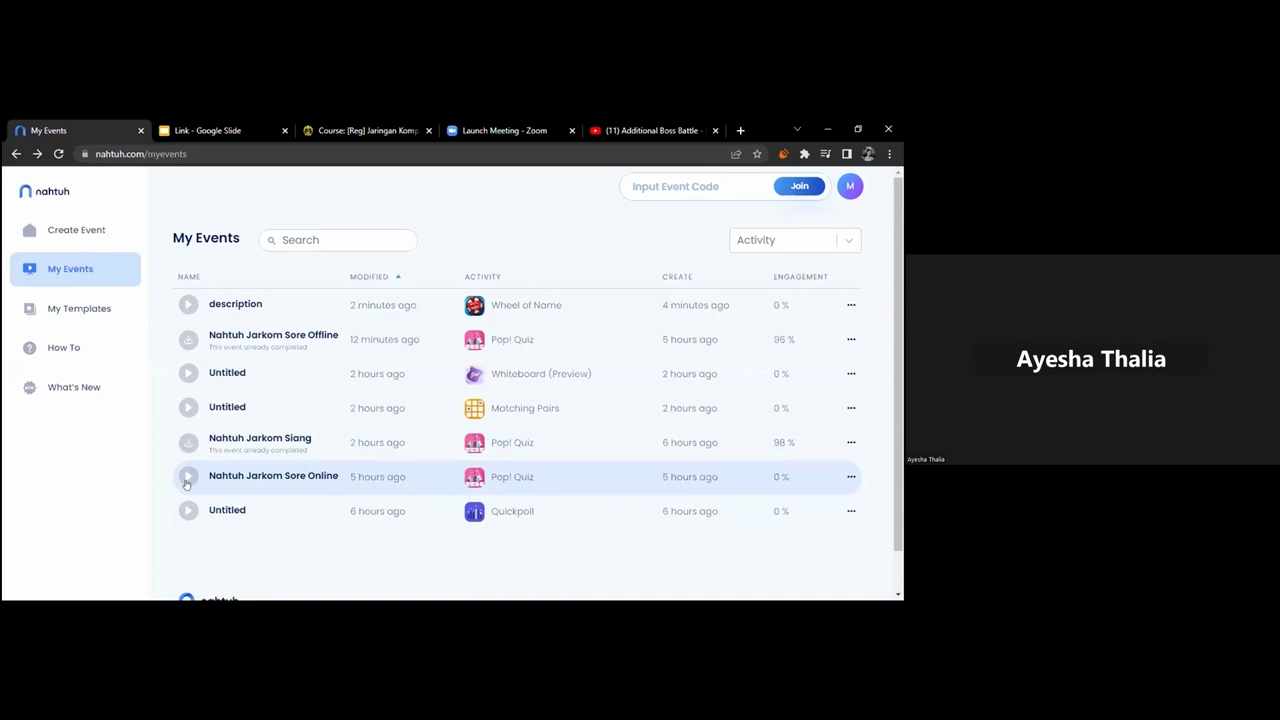 My Events
Link - Google Slide
Course: [Reg] Jaringan Komp
Launch Meeting - Zoom
(11) Additional Boss Battle -
nahtuh.com/myevents
nahtuh
Input Event Code
Join
M
Create Event
My Events
Search
Activity
My Events
NAME MODIFIED ACTIVITY CREATE ENGAGEMENT
description 2 minutes ago Wheel of Name 4 minutes ago 0 %
Nahtuh Jarkom Sore Offline 12 minutes ago Pop! Quiz 5 hours ago 96 %
This event already completed
My Templates
How To
What's New
Untitled 2 hours ago Whiteboard (Preview) 2 hours ago 0 %
Untitled 2 hours ago Matching Pairs 2 hours ago 0 %
Nahtuh Jarkom Siang 2 hours ago Pop! Quiz 6 hours ago 98 %
This event already completed
Nahtuh Jarkom Sore Online 5 hours ago Pop! Quiz 5 hours ago 0 %
Untitled 6 hours ago Quickpoll 6 hours ago 0 %
nahtuh
Ayesha Thalia
Ayesha Thalia